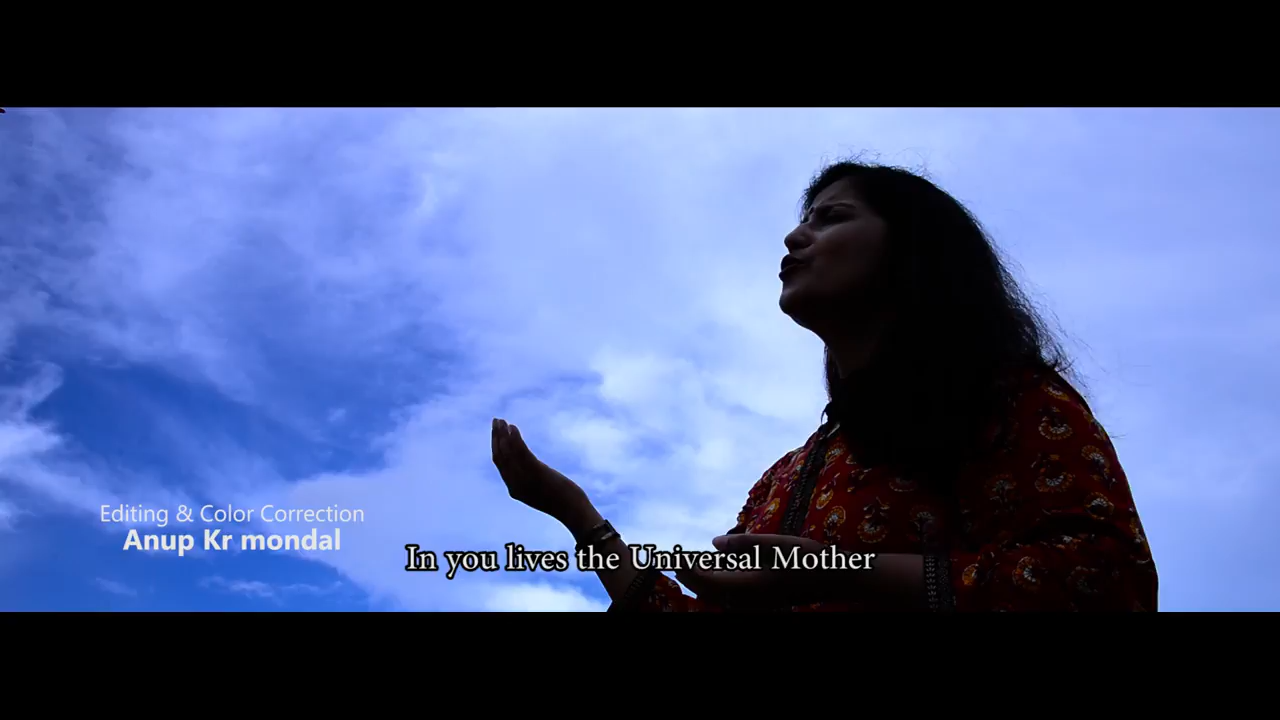 Editing & Color Correction
Anup Kr mondal
In you lives the Universal Mother